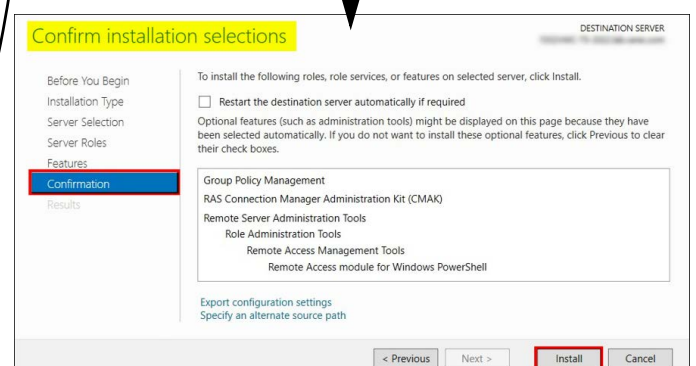 Confirm installation selections
DESTINATION SERVER
Before You Begin
Installation Type
Server Selection
Server Roles
Features
Confirmation
Results
To install the following roles, role services, or features on selected server, click Install.
Restart the destination server automatically if required
Optional features (such as administration tools) might be displayed on this page because they have
been selected automatically. If you do not want to install these optional features, click Previous to clear
their check boxes.
Group Policy Management
RAS Connection Manager Administration Kit (CMAK)
Remote Server Administration Tools
Role Administration Tools
Remote Access Management Tools
Remote Access module for Windows PowerShell
Export configuration settings
Specify an alternate source path
< Previous
Next >
Install
Cancel